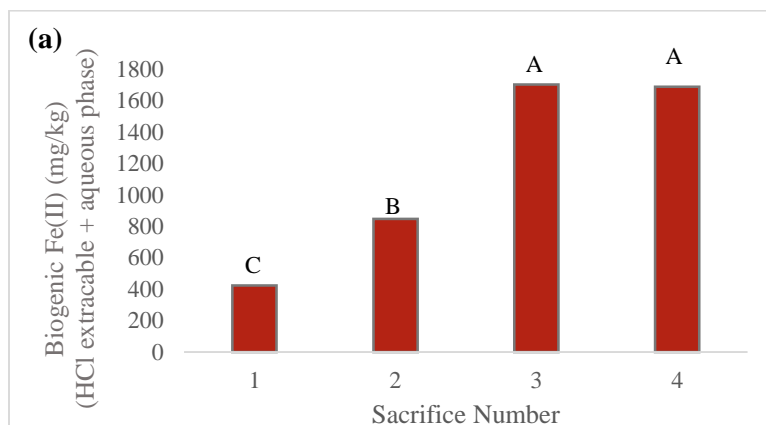 (a)
Biogenic Fe(II) (mg/kg)
(HCl extracable + aqueous phase)
1800
1600
1400
1200
1000
800
600
400
200
0
C
B
A
A
1
2
3
4
Sacrifice Number